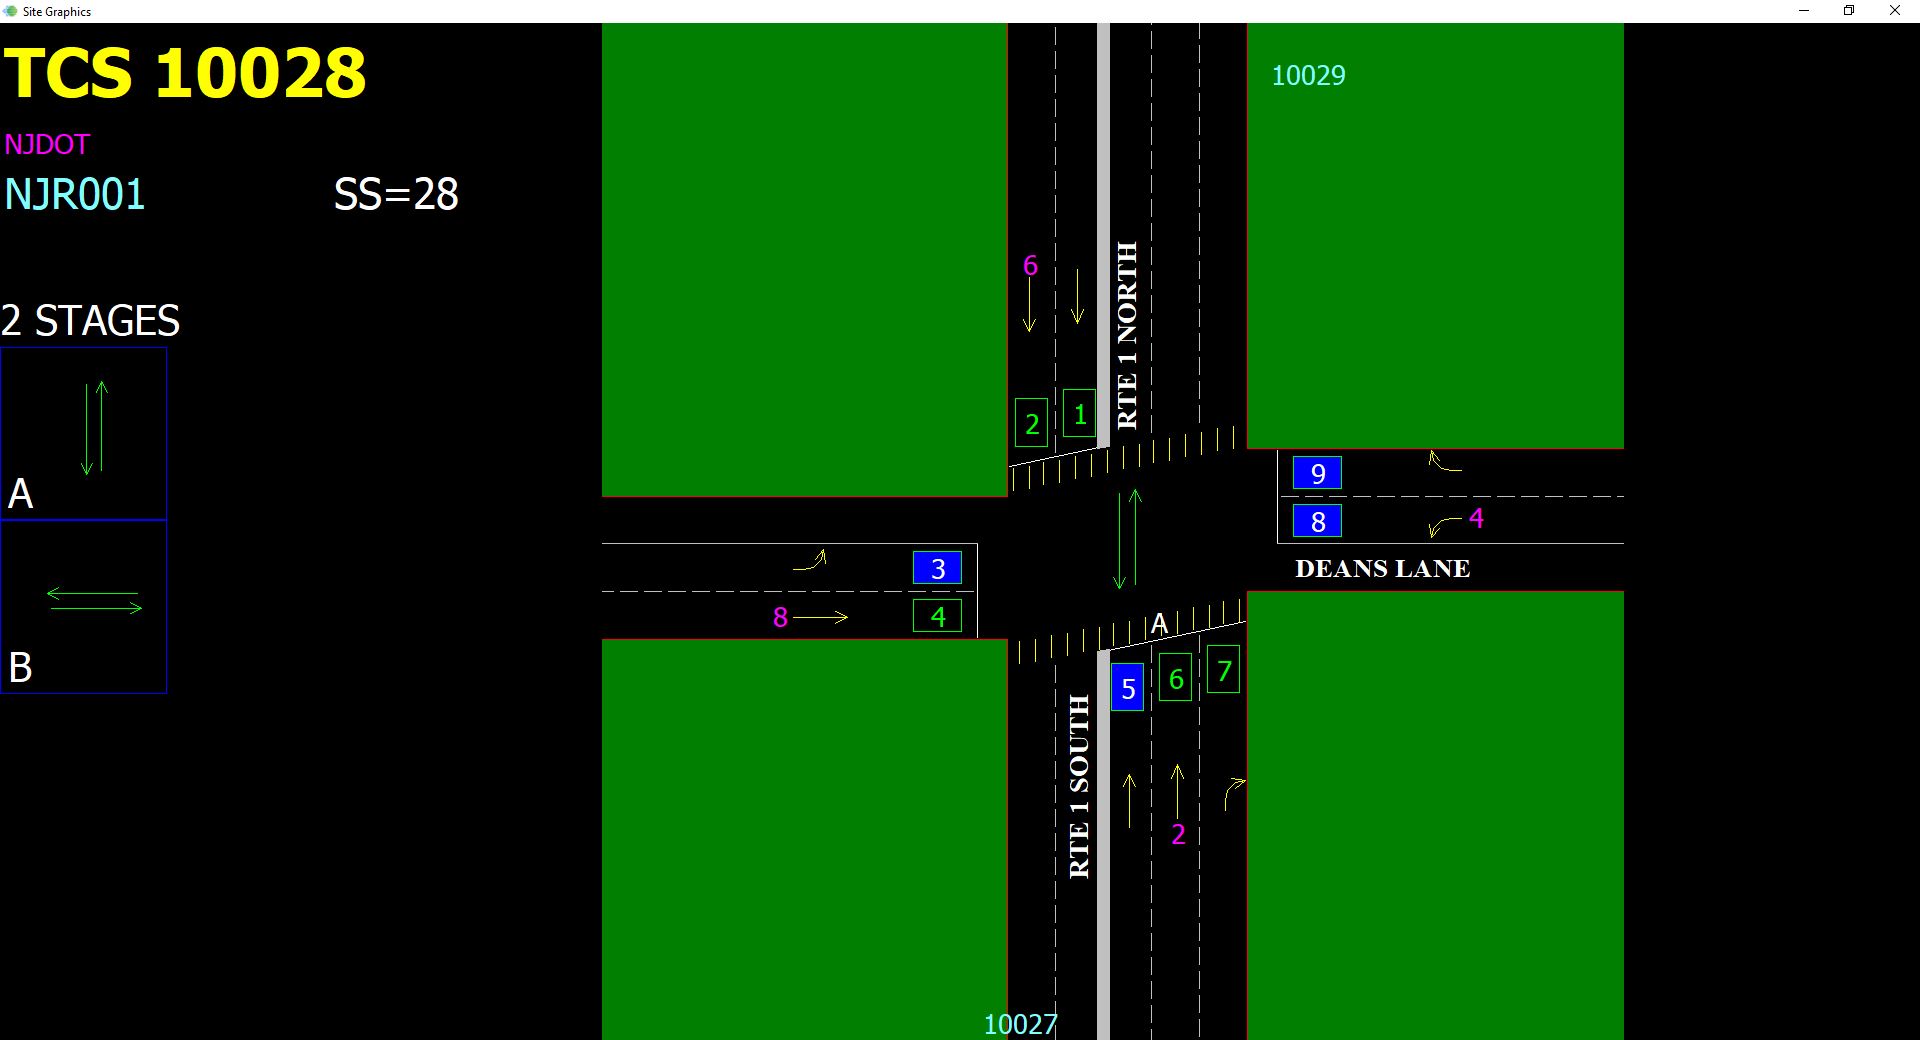 Site Graphics
TCS 10028
NJDOT
NJR001
SS=28
2 STAGES
A
B
10029
6
RTE 1 NORTH
2
1
9
8
4
DEANS LANE
3
8
4
A
5
6
7
RTE 1 SOUTH
2
10027